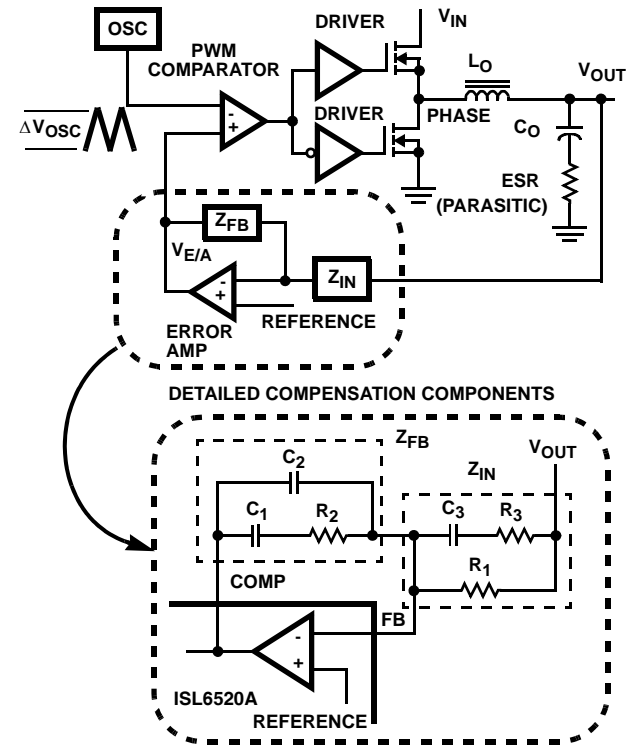 OSC
PWM
COMPARATOR
DRIVER
V_IN
L_O
V_OUT
ΔV_OSC
-
+
DRIVER
PHASE
C_O
ESR
(PARASITIC)
Z_FB
V_E/A
-
+
Z_IN
ERROR
AMP
REFERENCE
DETAILED COMPENSATION COMPONENTS
Z_FB
C_2
Z_IN
V_OUT
C_1
R_2
C_3
R_3
COMP
R_1
FB
-
+
ISL6520A
REFERENCE